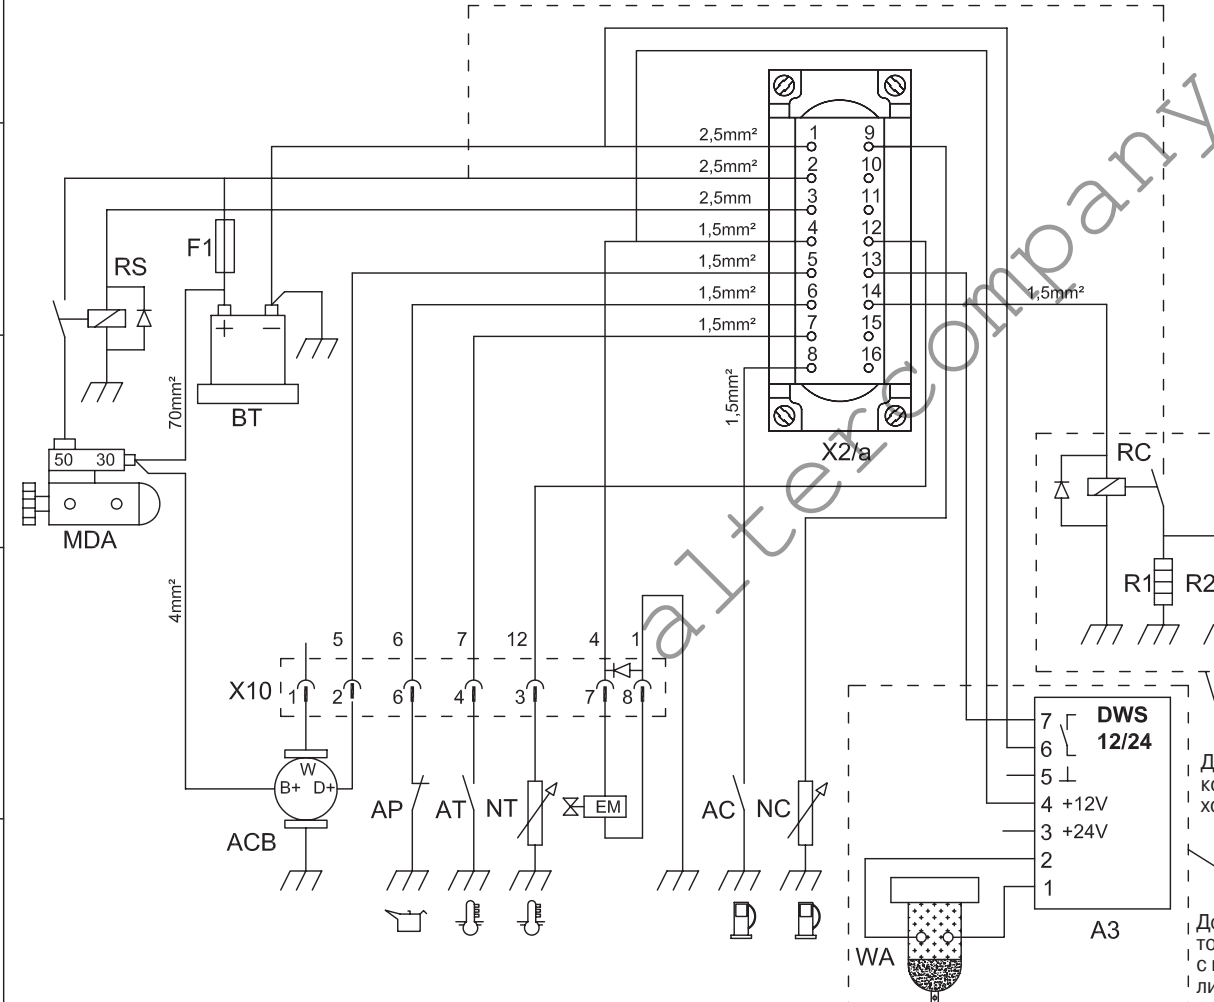 2,5mm² 1 9
2,5mm² 2 10
2,5mm 3 11
1,5mm² 4 12
1,5mm² 5 13
1,5mm² 6 14 1,5mm²
1,5mm² 7 15
8 16
1,5mm²
X2/a
F1
RS
+ −
BT
70mm²
50 30
MDA
4mm²
RC
R1 R2
5 6 7 12 4 1
X10 1 2 6 4 3 7 8
W
B+ D+
ACB
AP AT NT EM AC NC
7 DWS
6 12/24
5
4 +12V
3 +24V
2
1
A3
WA
altercompany